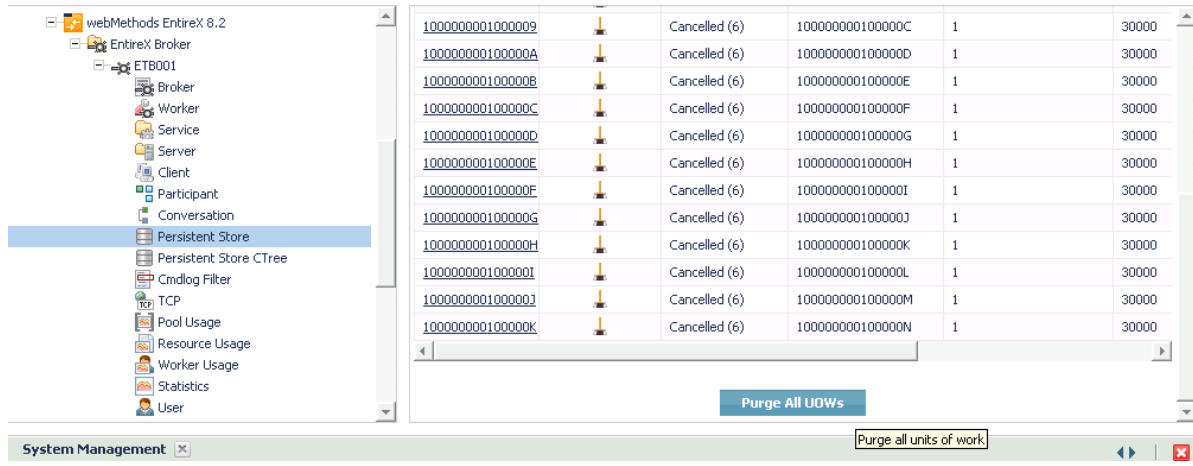 webMethods EntireX 8.2
EntireX Broker
ETB001
Broker
Worker
Service
Server
Client
Participant
Conversation
Persistent Store
Persistent Store CTree
Cmdlog Filter
TCP
Pool Usage
Resource Usage
Worker Usage
Statistics
User
1000000001000009 Cancelled (6) 100000000100000C 1 30000
100000000100000A Cancelled (6) 100000000100000D 1 30000
100000000100000B Cancelled (6) 100000000100000E 1 30000
100000000100000C Cancelled (6) 100000000100000F 1 30000
100000000100000D Cancelled (6) 100000000100000G 1 30000
100000000100000E Cancelled (6) 100000000100000H 1 30000
100000000100000F Cancelled (6) 100000000100000I 1 30000
100000000100000G Cancelled (6) 100000000100000J 1 30000
100000000100000H Cancelled (6) 100000000100000K 1 30000
100000000100000I Cancelled (6) 100000000100000L 1 30000
100000000100000J Cancelled (6) 100000000100000M 1 30000
100000000100000K Cancelled (6) 100000000100000N 1 30000
Purge All UOWs
Purge all units of work
System Management